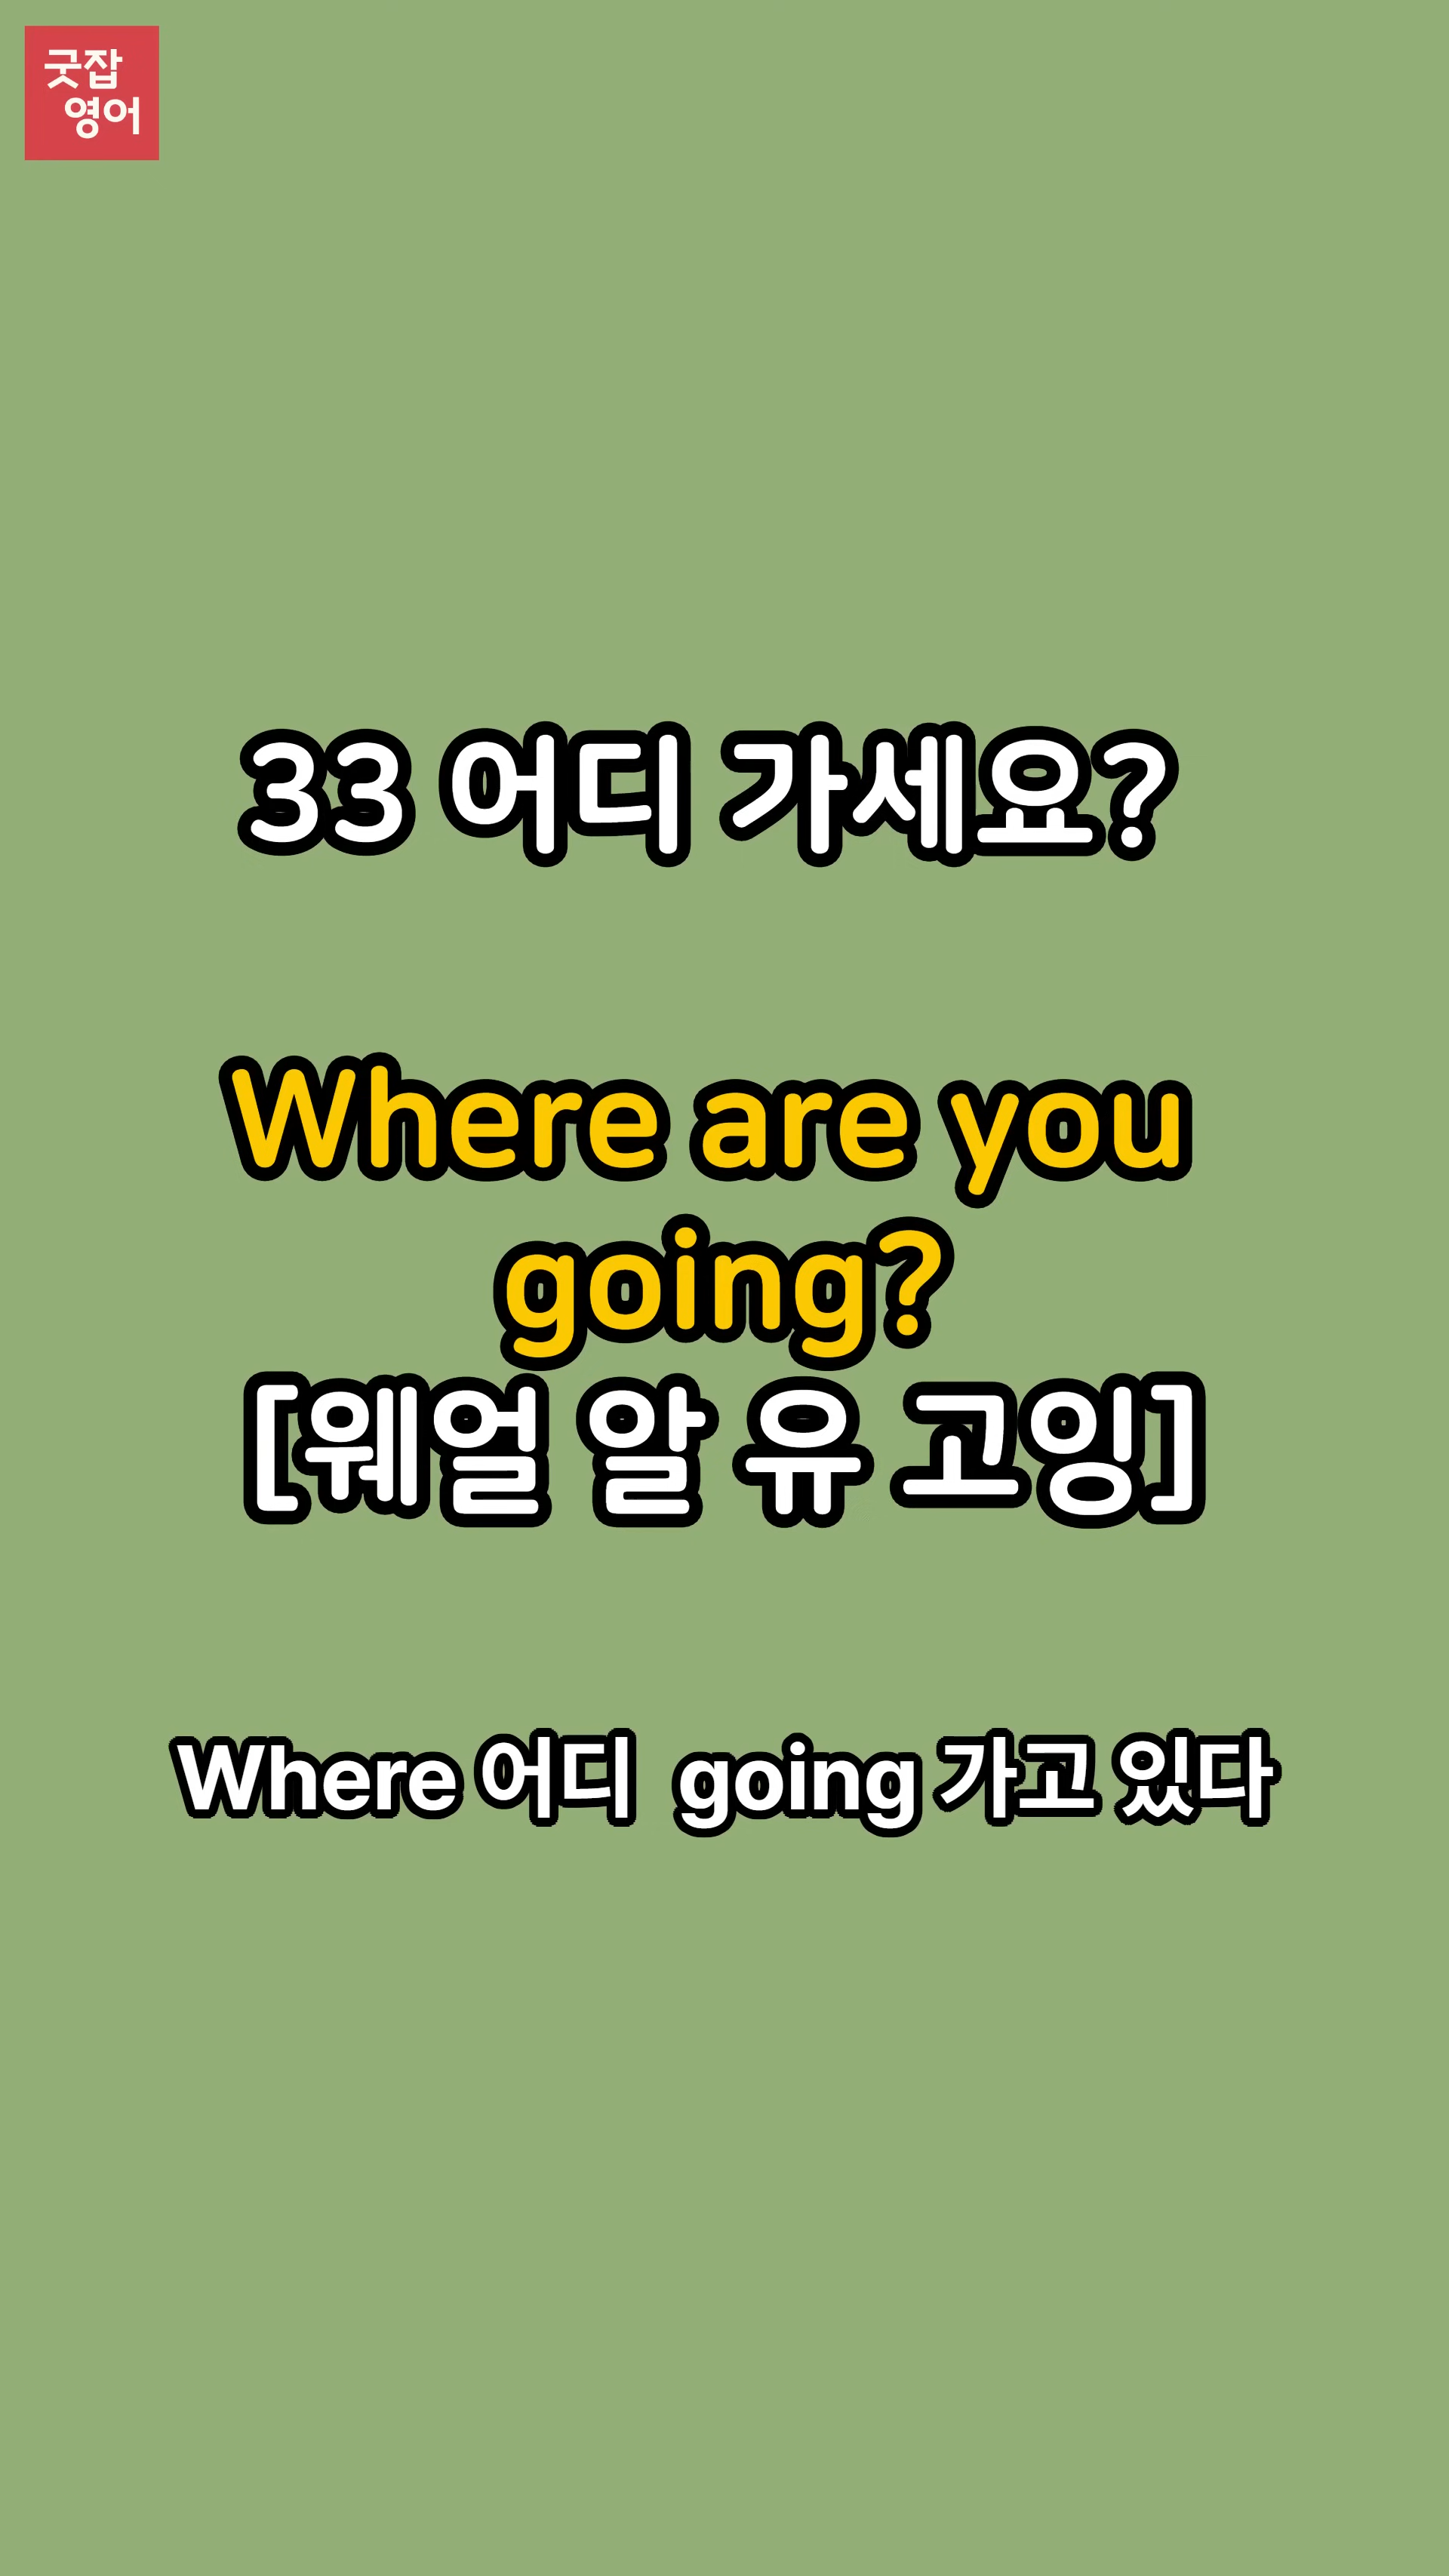 굿잡
영어
33 어디 가세요?
Where are you
going?
[웨얼 알 유 고잉]
Where 어디  going 가고 있다